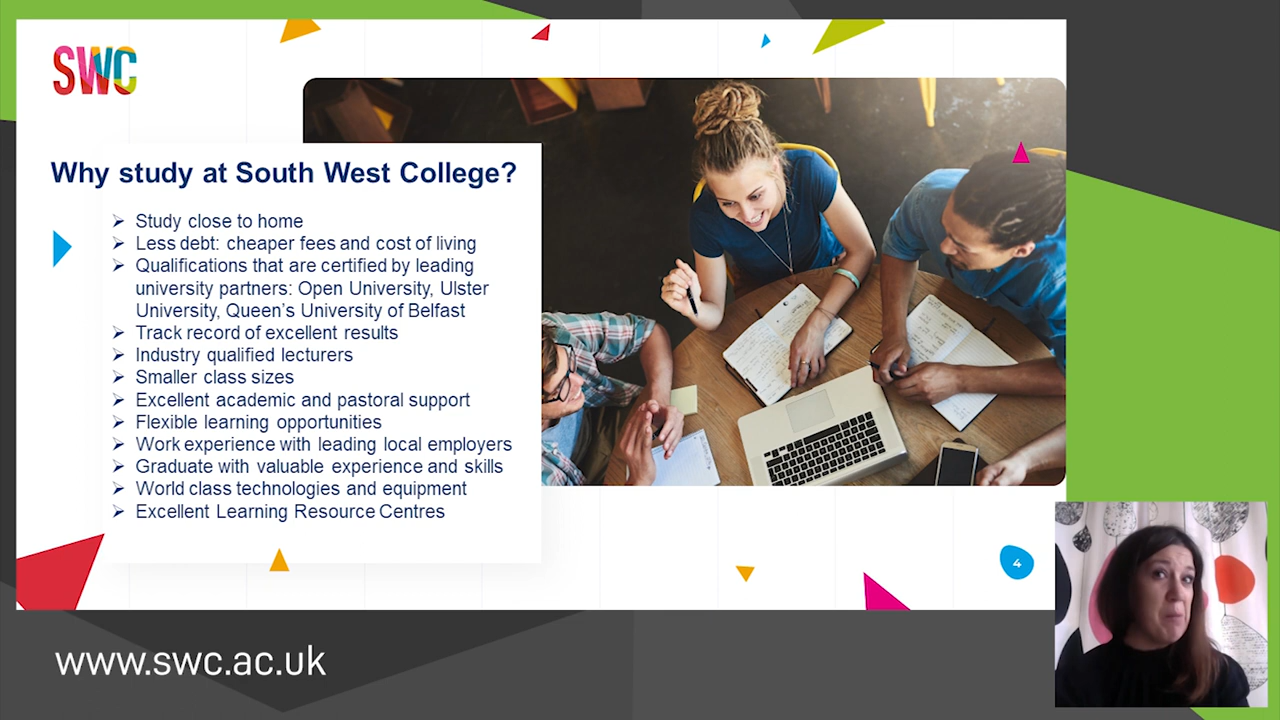 SWC
Why study at South West College?
➢ Study close to home
➢ Less debt: cheaper fees and cost of living
➢ Qualifications that are certified by leading
university partners: Open University, Ulster
University, Queen's University of Belfast
➢ Track record of excellent results
➢ Industry qualified lecturers
➢ Smaller class sizes
➢ Excellent academic and pastoral support
➢ Flexible learning opportunities
➢ Work experience with leading local employers
➢ Graduate with valuable experience and skills
➢ World class technologies and equipment
➢ Excellent Learning Resource Centres
4
www.swc.ac.uk